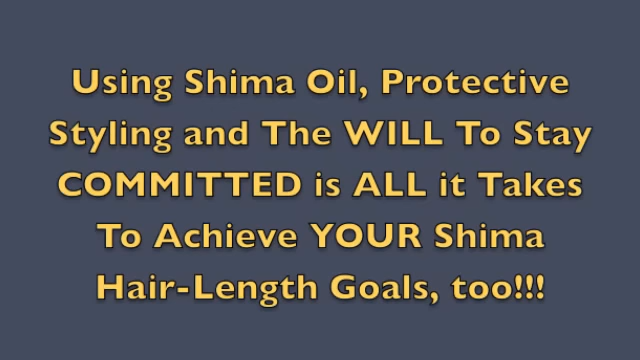 Using Shima Oil, Protective
Styling and The WILL To Stay
COMMITTED is ALL it Takes
To Achieve YOUR Shima
Hair-Length Goals, too!!!